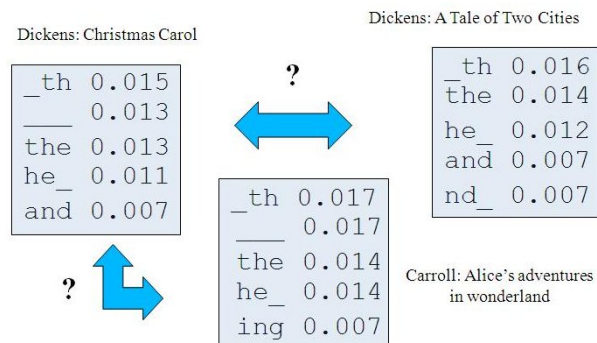 Dickens: Christmas Carol
_th 0.015
___ 0.013
the 0.013
he_ 0.011
and 0.007
?
Dickens: A Tale of Two Cities
_th 0.016
the 0.014
he_ 0.012
and 0.007
nd_ 0.007
?
_th 0.017
___ 0.017
the 0.014
he_ 0.014
ing 0.007
Carroll: Alice's adventures
in wonderland